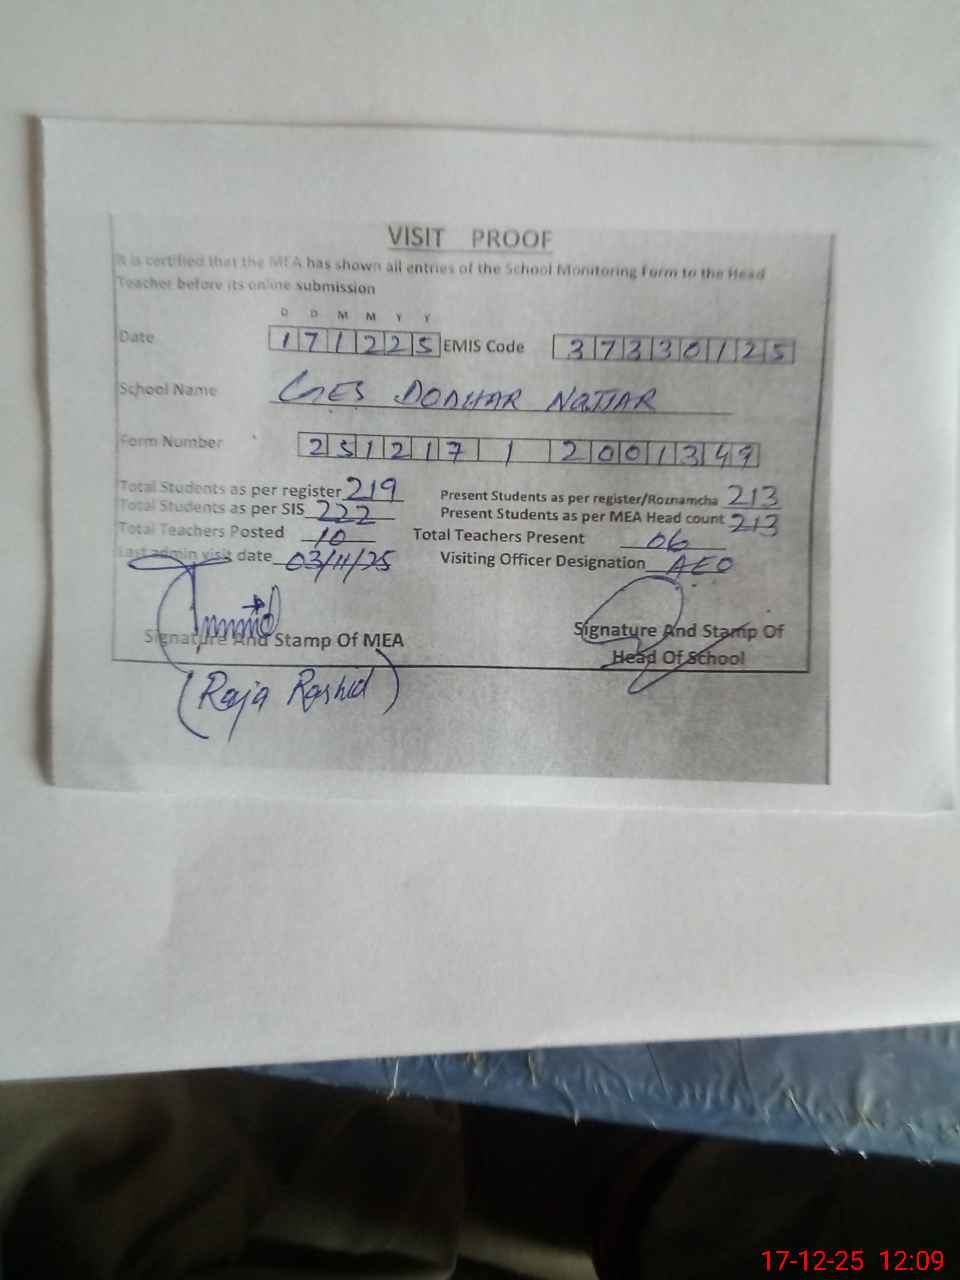 VISIT PROOF
It is certified that the MEA has shown all entries of the School Monitoring Form to the Head
Teacher before its online submission
D D M M Y Y
Date 1 7 1 2 2 5 EMIS Code 3 7 3 3 0 1 2 5
School Name GES DODHAR NAJJAR
Form Number 2 5 1 2 1 7 1 2 0 0 1 3 4 9
Total Students as per register 219 Present Students as per register/Roznamcha 213
Total Students as per SIS 222 Present Students as per MEA Head count 213
Total Teachers Posted 10 Total Teachers Present 06
Last admin visit date 03/11/25 Visiting Officer Designation AEO
Signature And Stamp Of MEA Signature And Stamp Of
Head Of School
(Raja Rashid)
17-12-25 12:09